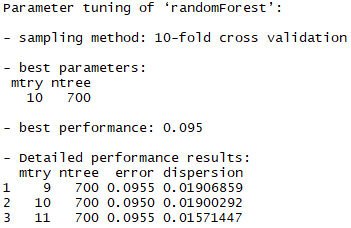 Parameter tuning of ‘randomForest’:
- sampling method: 10-fold cross validation
- best parameters:
mtry ntree
10 700
- best performance: 0.095
- Detailed performance results:
mtry ntree error dispersion
1 9 700 0.0955 0.01906859
2 10 700 0.0950 0.01900292
3 11 700 0.0955 0.01571447